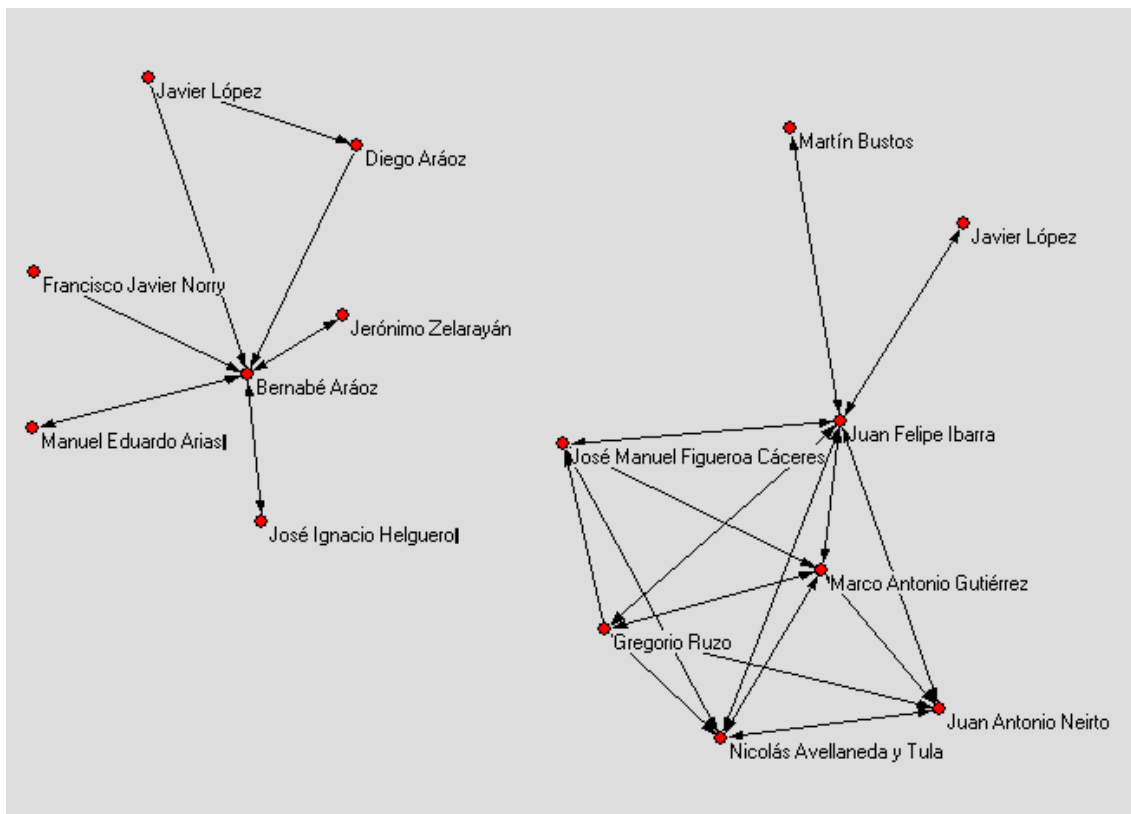 Javier López
Diego Aráoz
Francisco Javier Norry
Jerónimo Zelarayán
Bernabé Aráoz
Manuel Eduardo Arias
José Ignacio Helguero
Martín Bustos
Javier López
Juan Felipe Ibarra
José Manuel Figueroa Cáceres
Marco Antonio Gutiérrez
Gregorio Ruzo
Juan Antonio Neirto
Nicolás Avellaneda y Tula